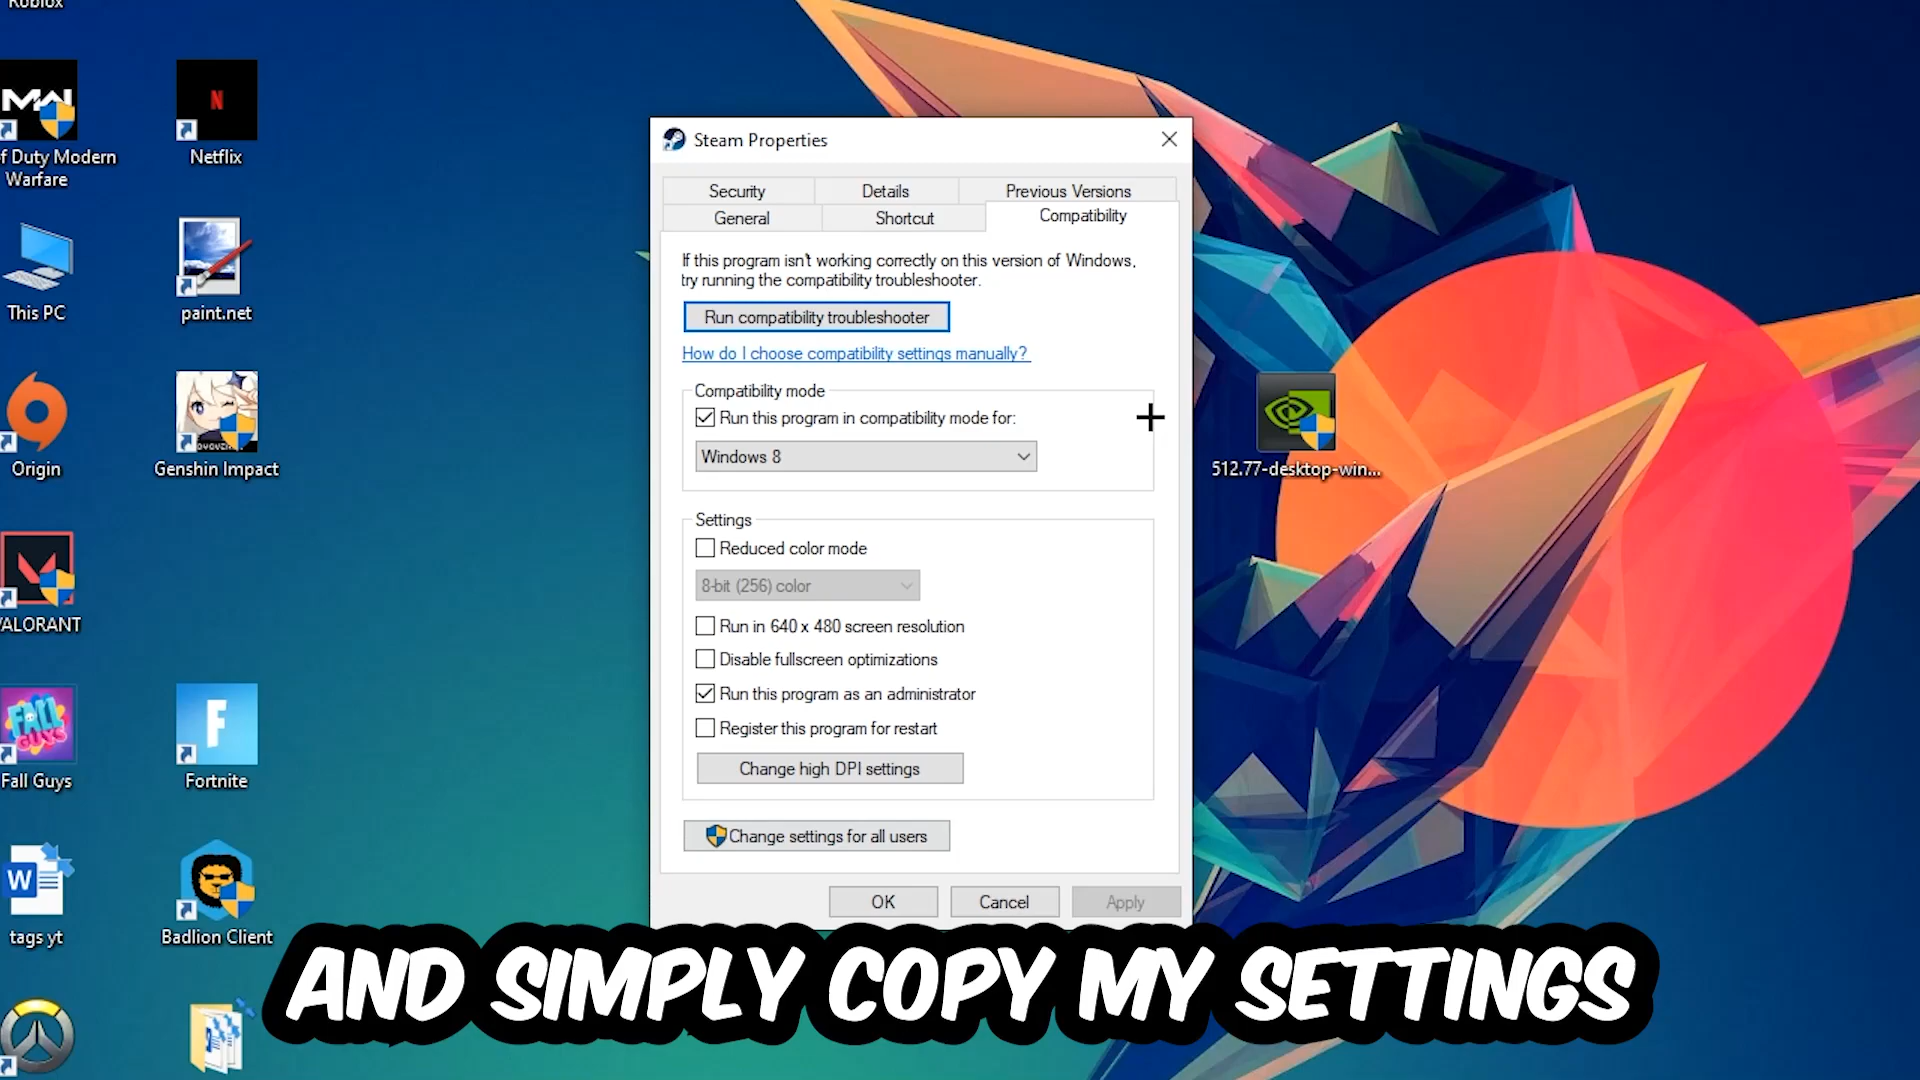 Roblox
f Duty Modern
Warfare
Netflix
This PC
paint.net
Origin
Genshin Impact
VALORANT
FALL
GUYS
Fall Guys
Fortnite
tags yt
Badlion Client
Steam Properties
Security
Details
Previous Versions
General
Shortcut
Compatibility
If this program isn't working correctly on this version of Windows,
try running the compatibility troubleshooter.
Run compatibility troubleshooter
How do I choose compatibility settings manually?
Compatibility mode
Run this program in compatibility mode for:
Windows 8
Settings
Reduced color mode
8-bit (256) color
Run in 640 x 480 screen resolution
Disable fullscreen optimizations
Run this program as an administrator
Register this program for restart
Change high DPI settings
Change settings for all users
OK
Cancel
Apply
512.77-desktop-win...
AND SIMPLY COPY MY SETTINGS